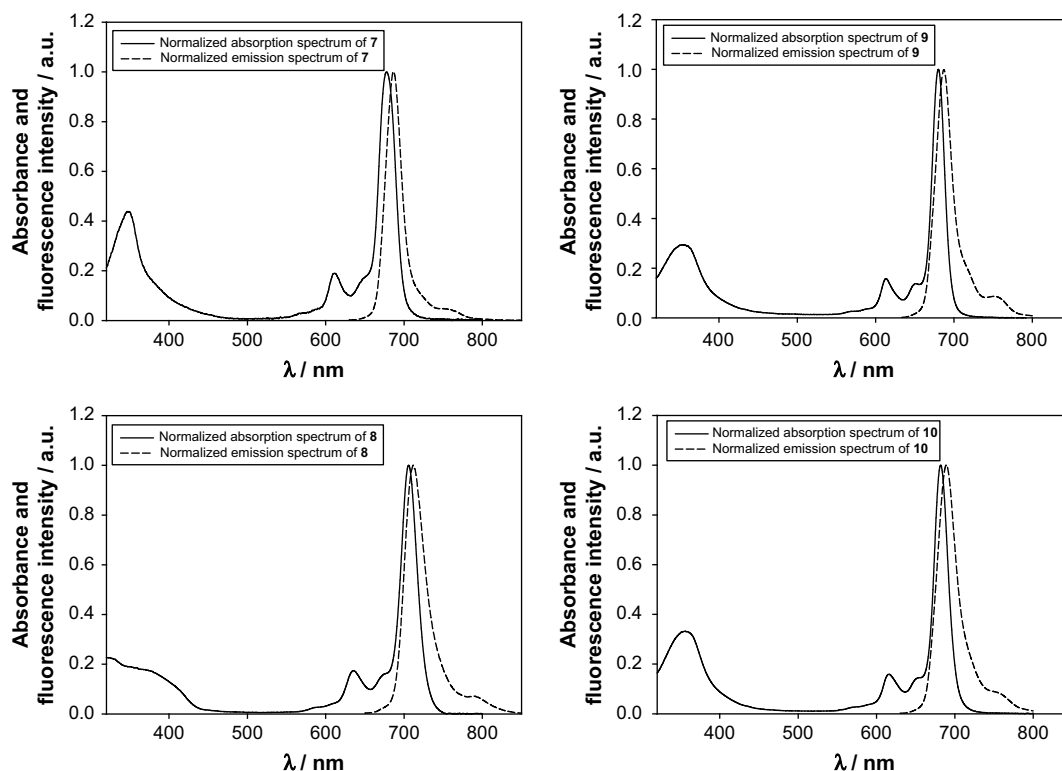 1.2
1.0
0.8
0.6
0.4
0.2
0.0
Absorbance and
fluorescence intensity / a.u.
Normalized absorption spectrum of 7
Normalized emission spectrum of 7
400 500 600 700 800
λ / nm
1.2
1.0
0.8
0.6
0.4
0.2
0.0
Absorbance and
fluorescence intensity / a.u.
Normalized absorption spectrum of 9
Normalized emission spectrum of 9
400 500 600 700 800
λ / nm
1.2
1.0
0.8
0.6
0.4
0.2
0.0
Absorbance and
fluorescence intensity / a.u.
Normalized absorption spectrum of 8
Normalized emission spectrum of 8
400 500 600 700 800
λ / nm
1.2
1.0
0.8
0.6
0.4
0.2
0.0
Absorbance and
fluorescence intensity / a.u.
Normalized absorption spectrum of 10
Normalized emission spectrum of 10
400 500 600 700 800
λ / nm